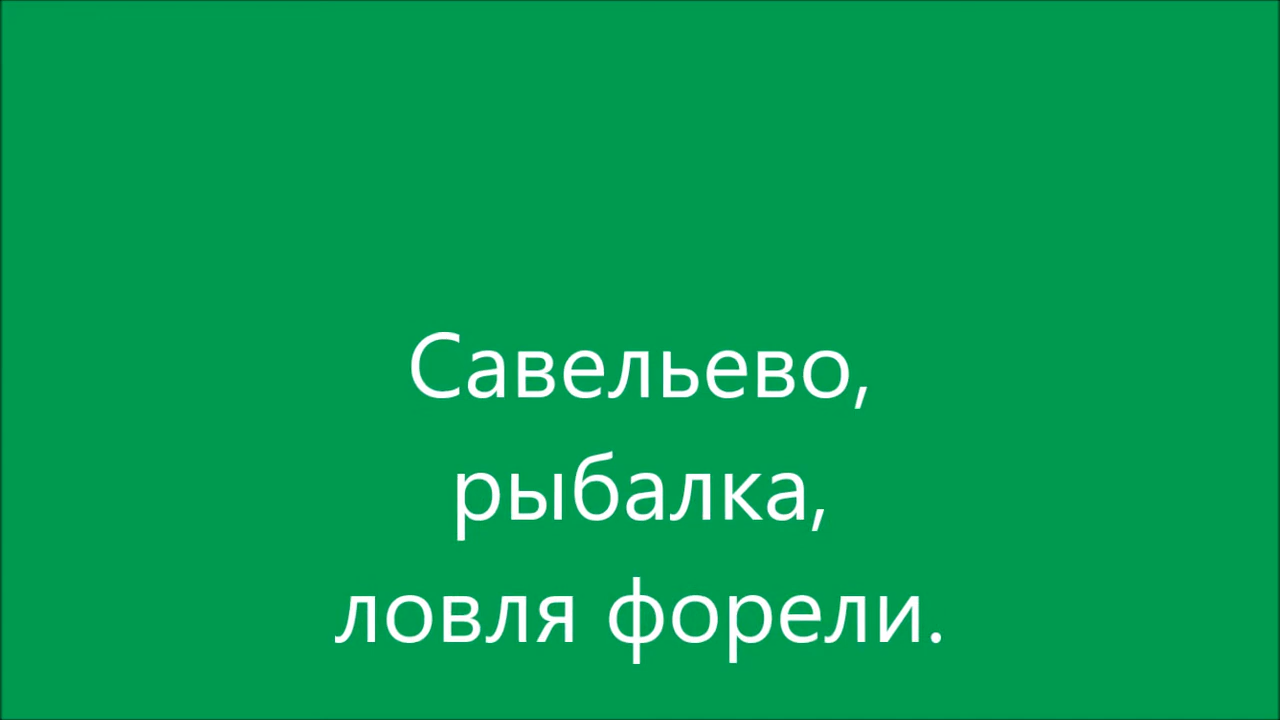 Савельево,
рыбалка,
ловля форели.